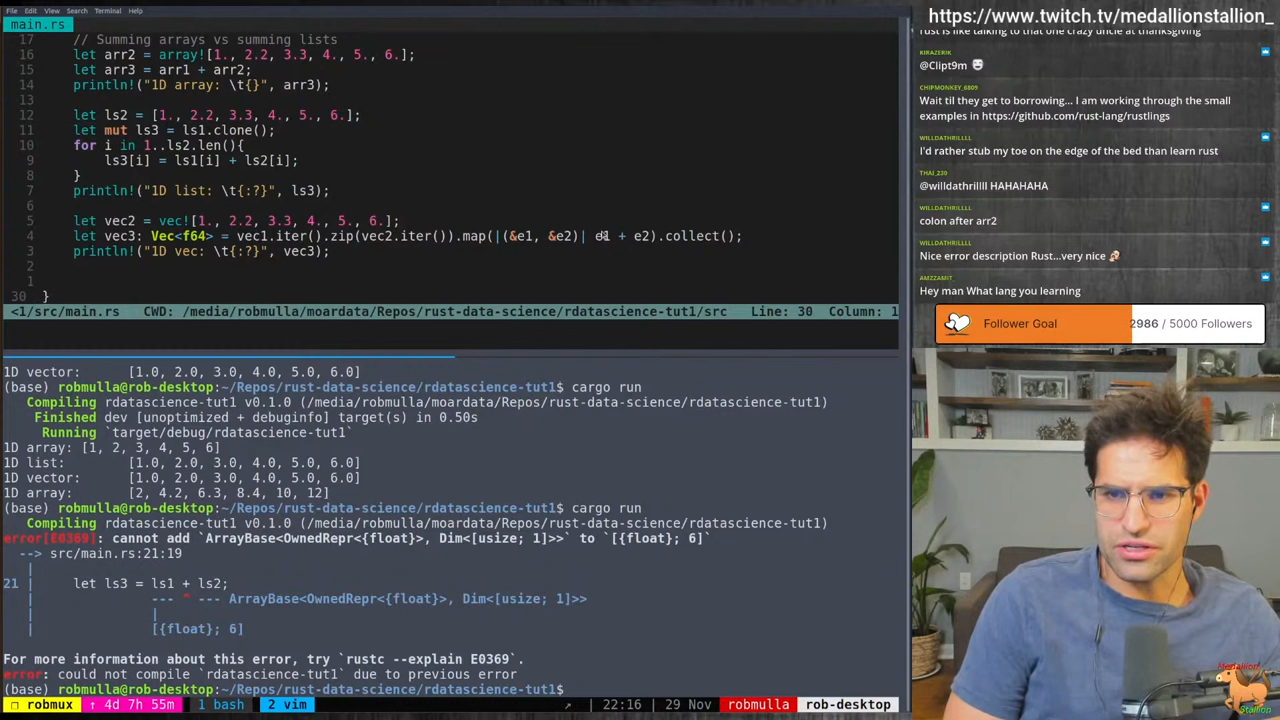 File Edit View Search Terminal Help
main.rs
17 // Summing arrays vs summing lists
16 let arr2 = array![1., 2.2, 3.3, 4., 5., 6.];
15 let arr3 = arr1 + arr2;
14 println!("1D array: \t{}", arr3);
13
12 let ls2 = [1., 2.2, 3.3, 4., 5., 6.];
11 let mut ls3 = ls1.clone();
10 for i in 1..ls2.len(){
9 ls3[i] = ls1[i] + ls2[i];
8 }
7 println!("1D list: \t{:?}", ls3);
6
5 let vec2 = vec![1., 2.2, 3.3, 4., 5., 6.];
4 let vec3: Vec<f64> = vec1.iter().zip(vec2.iter()).map(|(&e1, &e2)| e1 + e2).collect();
3 println!("1D vec: \t{:?}", vec3);
2
1
30 }
<1/src/main.rs CWD: /media/robmulla/moardata/Repos/rust-data-science/rdatascience-tut1/src Line: 30 Column: 1
1D vector: [1.0, 2.0, 3.0, 4.0, 5.0, 6.0]
(base) robmulla@rob-desktop:~/Repos/rust-data-science/rdatascience-tut1$ cargo run
Compiling rdatascience-tut1 v0.1.0 (/media/robmulla/moardata/Repos/rust-data-science/rdatascience-tut1)
Finished dev [unoptimized + debuginfo] target(s) in 0.50s
Running `target/debug/rdatascience-tut1`
1D array: [1, 2, 3, 4, 5, 6]
1D list: [1.0, 2.0, 3.0, 4.0, 5.0, 6.0]
1D vector: [1.0, 2.0, 3.0, 4.0, 5.0, 6.0]
1D array: [2, 4.2, 6.3, 8.4, 10, 12]
(base) robmulla@rob-desktop:~/Repos/rust-data-science/rdatascience-tut1$ cargo run
Compiling rdatascience-tut1 v0.1.0 (/media/robmulla/moardata/Repos/rust-data-science/rdatascience-tut1)
error[E0369]: cannot add `ArrayBase<OwnedRepr<{float}>, Dim<[usize; 1]>>` to `[{float}; 6]`
--> src/main.rs:21:19
|
21 | let ls3 = ls1 + ls2;
| --- ^ --- ArrayBase<OwnedRepr<{float}>, Dim<[usize; 1]>>
| |
| [{float}; 6]
For more information about this error, try `rustc --explain E0369`.
error: could not compile `rdatascience-tut1` due to previous error
(base) robmulla@rob-desktop:~/Repos/rust-data-science/rdatascience-tut1$
robmux ↑ 4d 7h 55m 1 bash 2 vim ↗ 22:16 29 Nov robmulla rob-desktop
https://www.twitch.tv/medallionstallion_
rust is like talking to that one crazy uncle at thanksgiving
KIRAZERIK
@Clipt9m
CHIPMONKEY_6809
Wait til they get to borrowing... I am working through the small
examples in https://github.com/rust-lang/rustlings
WILLDATHRILLLL
I'd rather stub my toe on the edge of the bed than learn rust
THAI_230
@willdathrillll HAHAHAHA
WILLDATHRILLLL
colon after arr2
WILLDATHRILLLL
Nice error description Rust...very nice
AMZZAMIT_
Hey man What lang you learning
Follower Goal 2986 / 5000 Followers
Medallion
Stallion